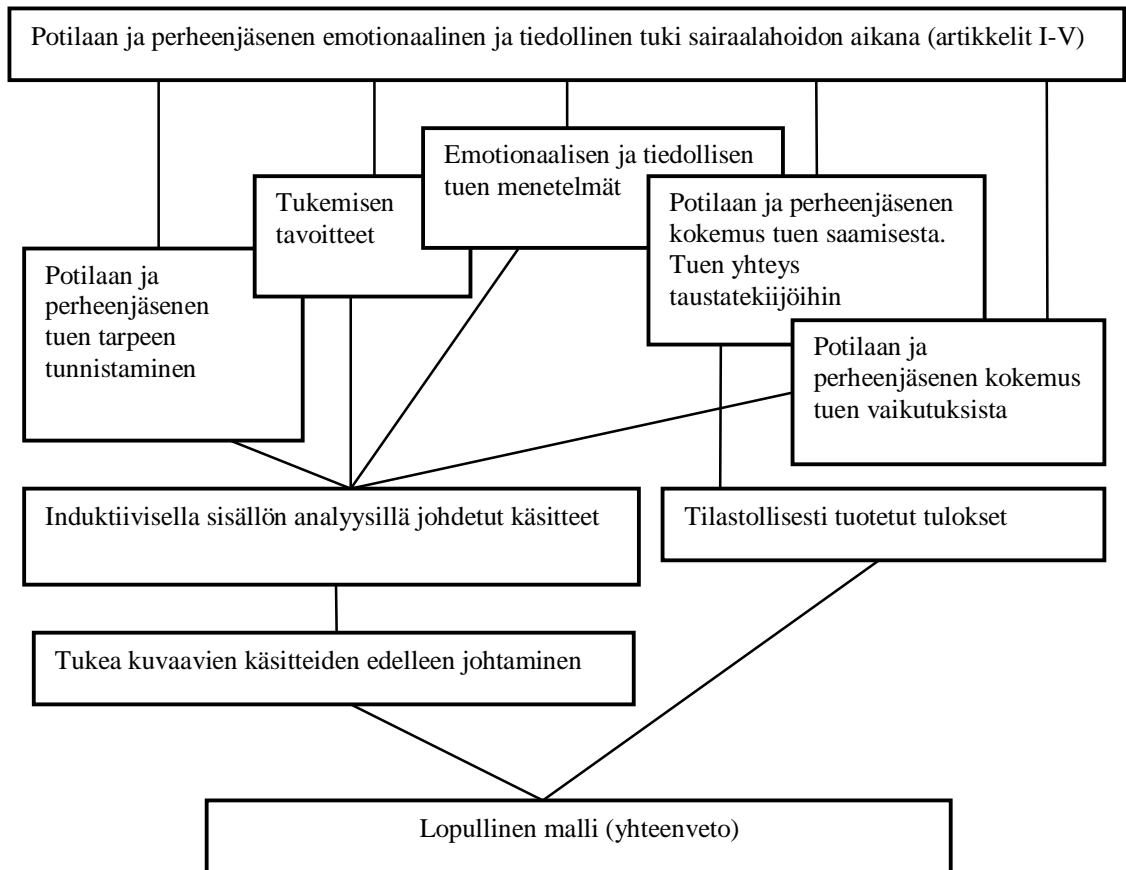 Potilaan ja perheenjäsenen emotionaalinen ja tiedollinen tuki sairaalahoidon aikana (artikkelit I-V)
Potilaan ja
perheenjäsenen
tuen tarpeen
tunnistaminen
Tukemisen
tavoitteet
Emotionaalisen ja tiedollisen
tuen menetelmät
Potilaan ja perheenjäsenen
kokemus tuen saamisesta.
Tuen yhteys
taustatekiijöihin
Potilaan ja
perheenjäsenen kokemus
tuen vaikutuksista
Induktiivisella sisällön analyysillä johdetut käsitteet
Tilastollisesti tuotetut tulokset
Tukea kuvaavien käsitteiden edelleen johtaminen
Lopullinen malli (yhteenveto)